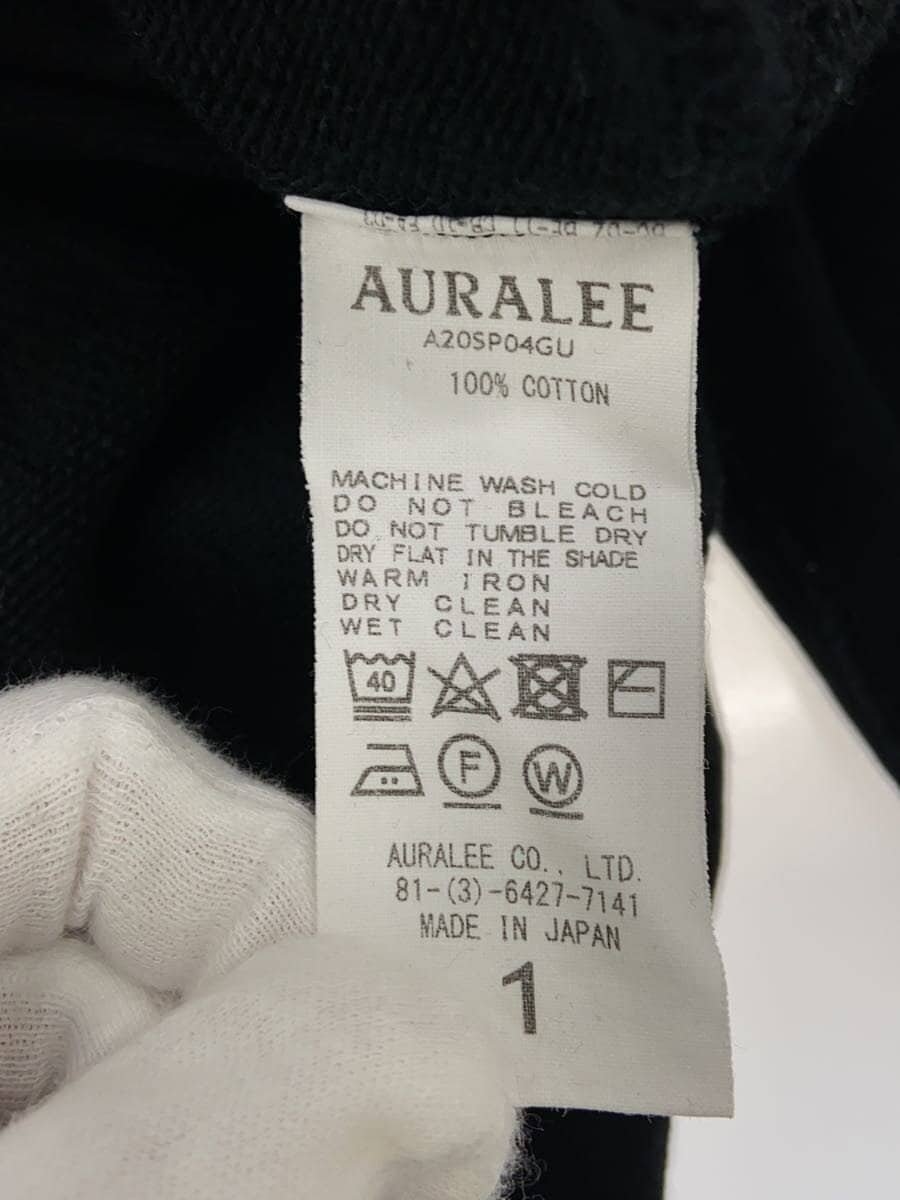 AURALEE
A20SP04GU
100% COTTON
MACHINE WASH COLD
DO NOT BLEACH
DO NOT TUMBLE DRY
DRY FLAT IN THE SHADE
WARM IRON
DRY CLEAN
WET CLEAN
40
F W
AURALEE CO., LTD.
81-(3)-6427-7141
MADE IN JAPAN
1